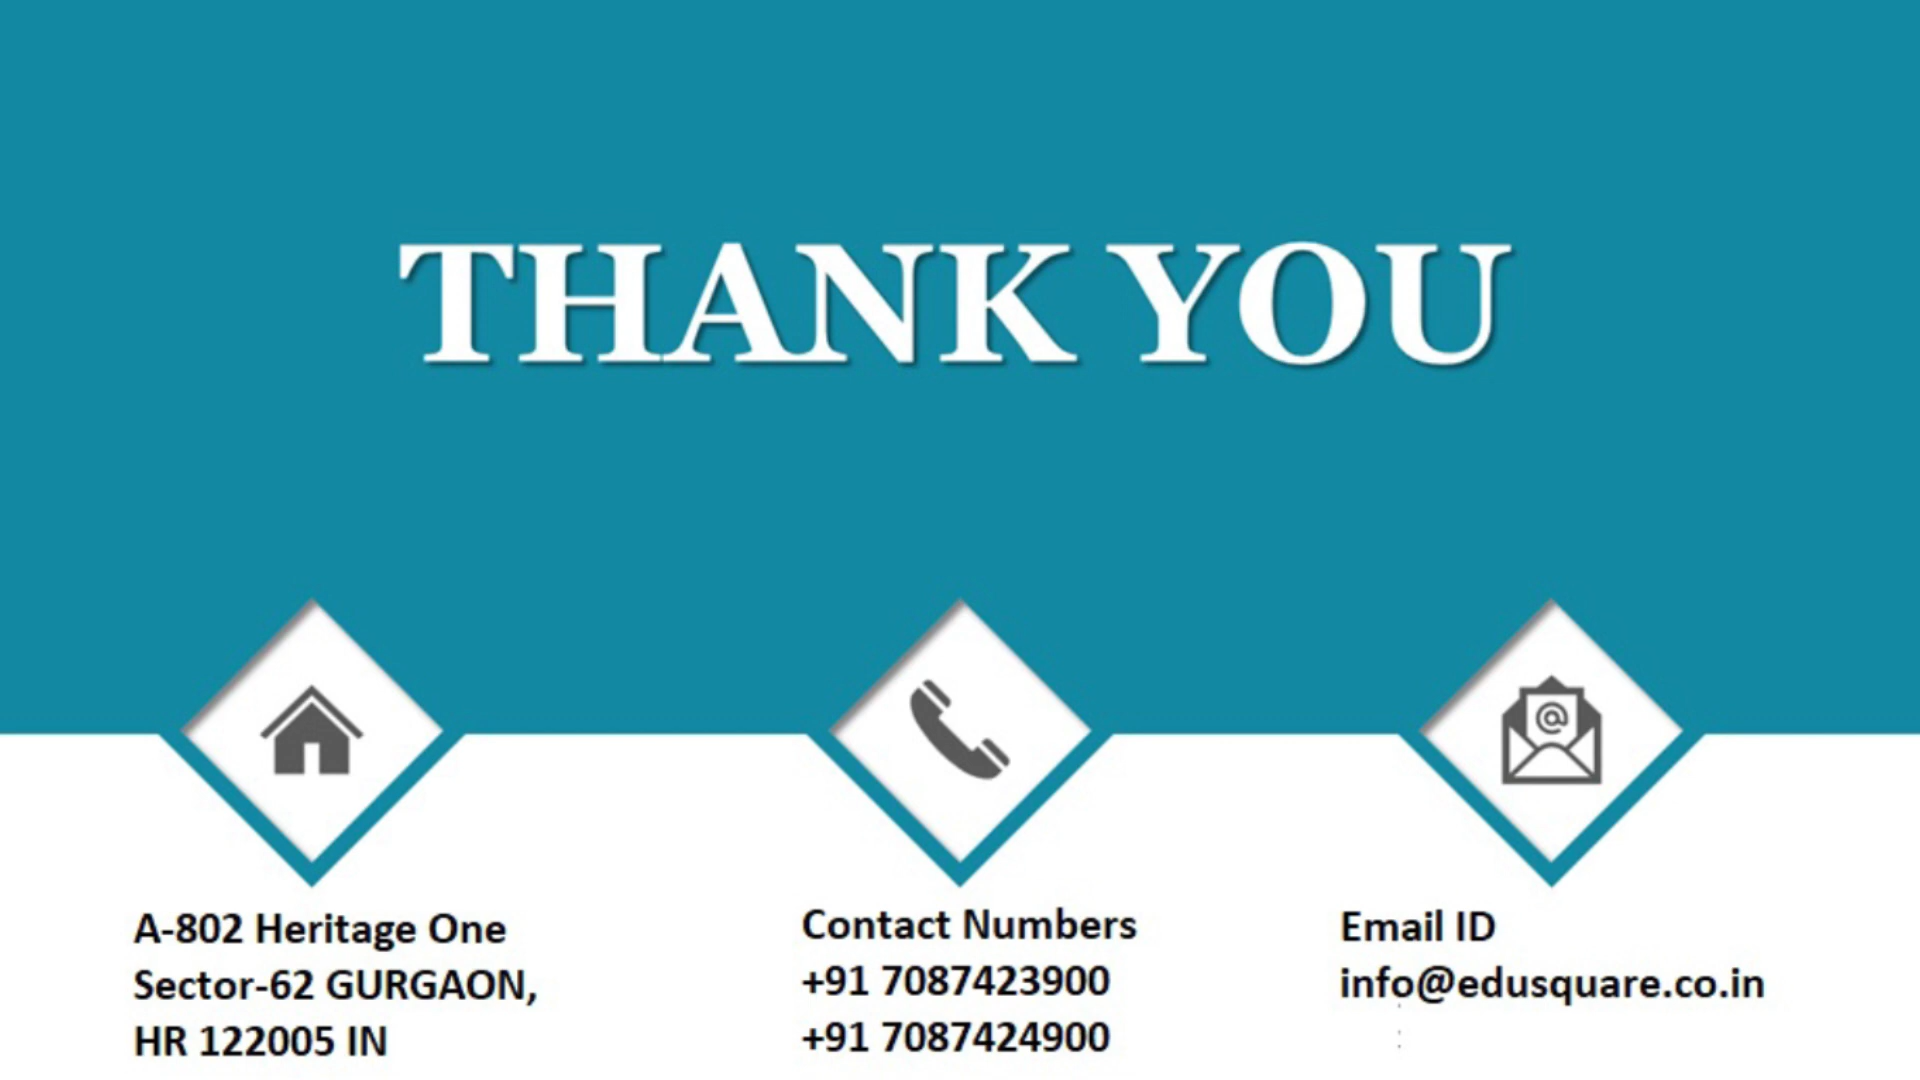 THANK YOU
A-802 Heritage One
Sector-62 GURGAON,
HR 122005 IN
Contact Numbers
+91 7087423900
+91 7087424900
Email ID
info@edusquare.co.in